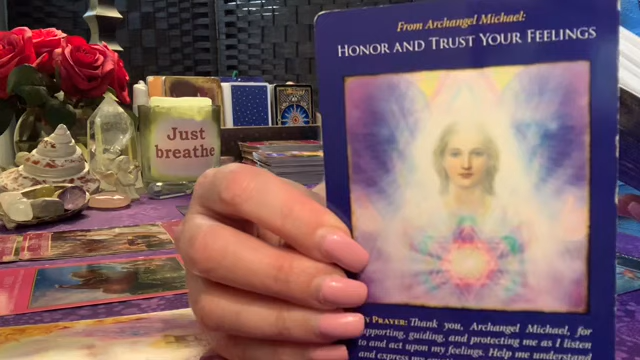 From Archangel Michael:
HONOR AND TRUST YOUR FEELINGS
Just
breathe
PRAYER: Thank you, Archangel Michael, for
supporting, guiding, and protecting me as I listen
to and act upon my feelings. Help me understand
and express my